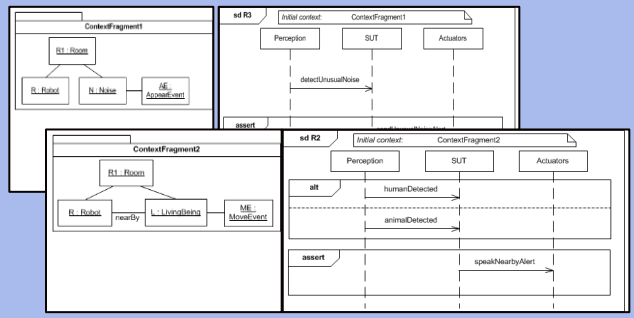 ContextFragment1
R1 : Room
R : Robot
N : Noise
AE :
AppearEvent
sd R3
Initial context: ContextFragment1
Perception
SUT
Actuators
detectUnusualNoise
assert
ContextFragment2
R1 : Room
R : Robot
nearBy
L : LivingBeing
ME :
MoveEvent
sd R2
Initial context: ContextFragment2
Perception
SUT
Actuators
alt
humanDetected
animalDetected
assert
speakNearbyAlert